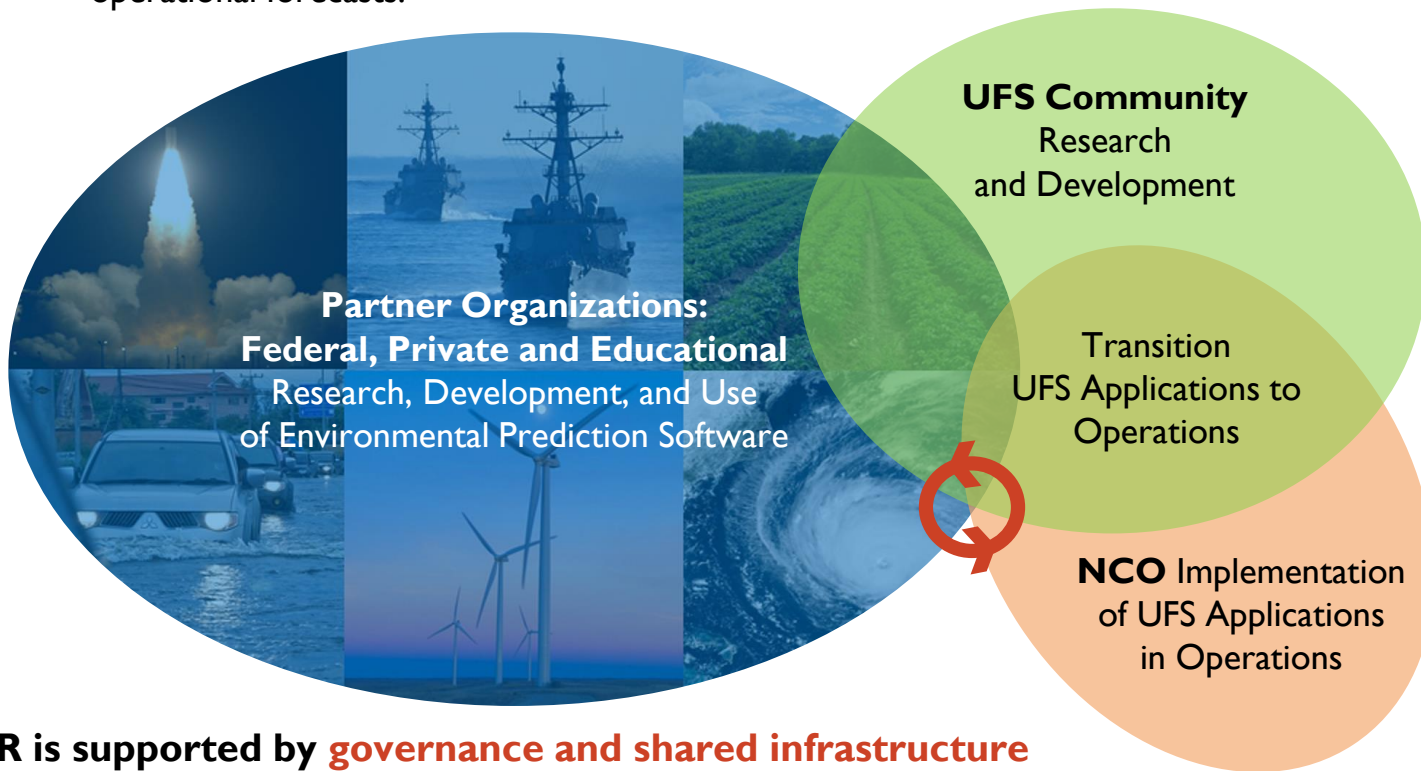 operational forecasts.
UFS Community
Research
and Development
Partner Organizations:
Federal, Private and Educational
Research, Development, and Use
of Environmental Prediction Software
Transition
UFS Applications to
Operations
NCO Implementation
of UFS Applications
in Operations
R is supported by governance and shared infrastructure